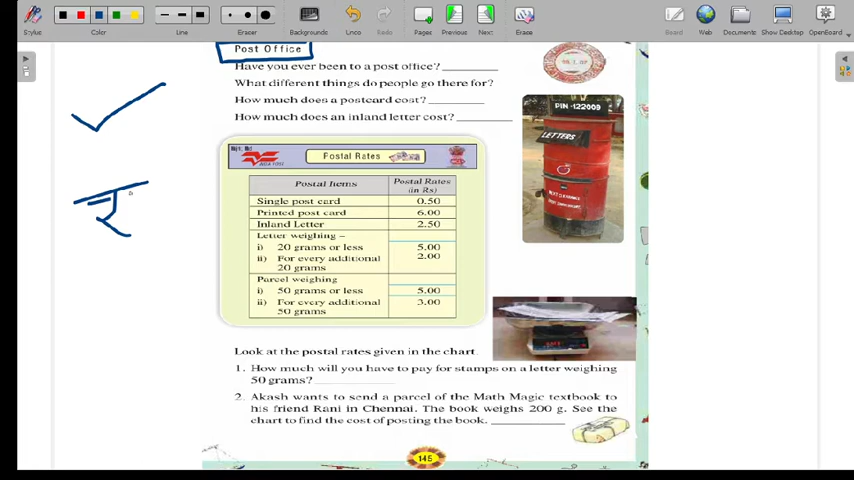 Stylus
Color
Line
Backgrounds
Undo
Pages
Previous
Next
Erase
Board
Web
Documents
Show Desktop
OpenBoard
Post Office
Have you ever been to a post office?
What different things do people go there for?
How much does a postcard cost?
How much does an inland letter cost?
PIN-122009
LETTERS
Postal Rates
Postal Items Postal Rates (in Rs)
Single post card 0.50
Printed post card 6.00
Inland Letter 2.50
Letter weighing –
i) 20 grams or less 5.00
ii) For every additional 2.00
20 grams
Parcel weighing
i) 50 grams or less 5.00
ii) For every additional 3.00
50 grams
Look at the postal rates given in the chart
1. How much will you have to pay for stamps on a letter weighing
50 grams?
2. Akash wants to send a parcel of the Math Magic textbook to
his friend Rani in Chennai. The book weighs 200 g. See the
chart to find the cost of posting the book.
145